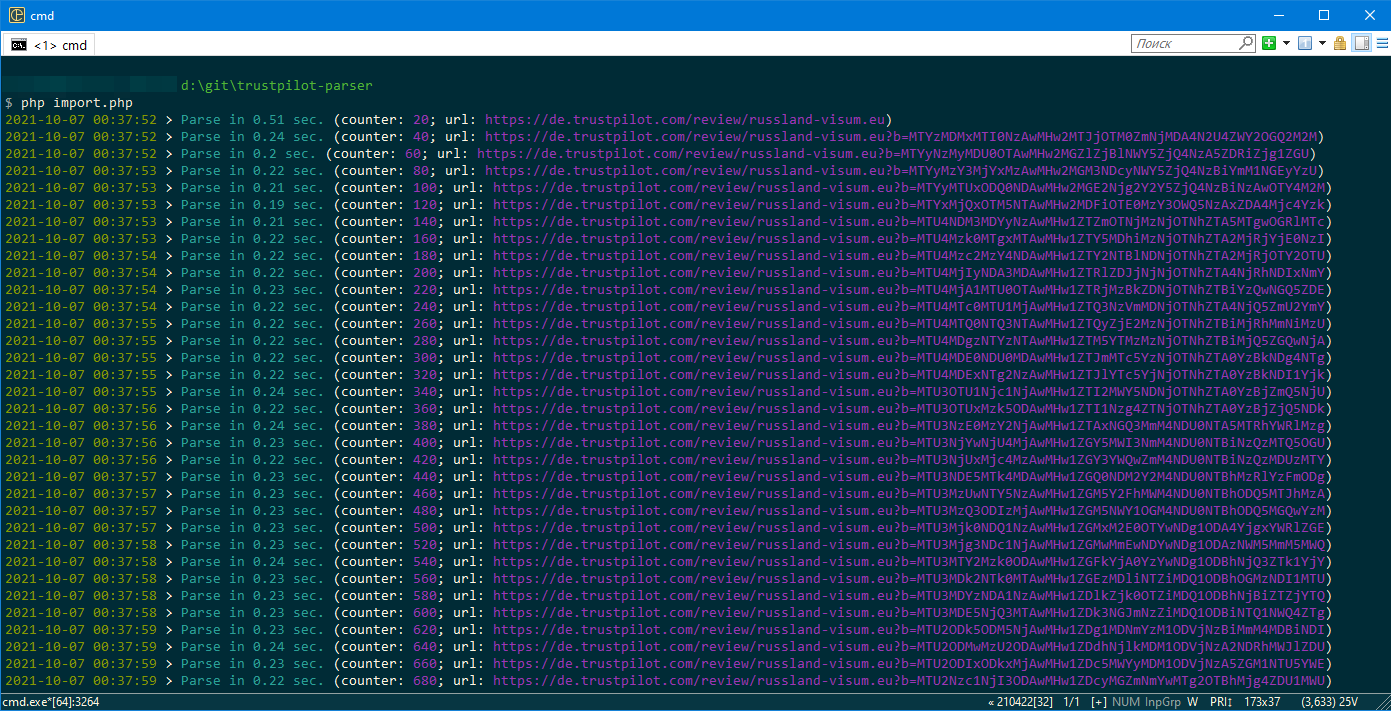 cmd
<1> cmd
Поиск
d:\git\trustpilot-parser
$ php import.php
2021-10-07 00:37:52 > Parse in 0.51 sec. (counter: 20; url: https://de.trustpilot.com/review/russland-visum.eu)
2021-10-07 00:37:52 > Parse in 0.24 sec. (counter: 40; url: https://de.trustpilot.com/review/russland-visum.eu?b=MTYzMDMxMTI0NzAwMHw2MTJjOTM0ZmNjMDA4N2U4ZWY2OGQ2M2M)
2021-10-07 00:37:52 > Parse in 0.2 sec. (counter: 60; url: https://de.trustpilot.com/review/russland-visum.eu?b=MTYyNzMyMDU0OTAwMHw2MGZlZjBlNWY5ZjQ4NzA5ZDRiZjg1ZGU)
2021-10-07 00:37:53 > Parse in 0.22 sec. (counter: 80; url: https://de.trustpilot.com/review/russland-visum.eu?b=MTYyMzY3MjYxMzAwMHw2MGM3NDcyNWY5ZjQ4NzBiYmM1NGEyYzU)
2021-10-07 00:37:53 > Parse in 0.21 sec. (counter: 100; url: https://de.trustpilot.com/review/russland-visum.eu?b=MTYyMTUxODQ0NDAwMHw2MGE2Njg2Y2Y5ZjQ4NzBiNzAwOTY4M2M)
2021-10-07 00:37:53 > Parse in 0.19 sec. (counter: 120; url: https://de.trustpilot.com/review/russland-visum.eu?b=MTYxMjQxOTM5NTAwMHw2MDFiOTE0MzY3OWQ5NzAxZDA4Mjc4Yzk)
2021-10-07 00:37:53 > Parse in 0.21 sec. (counter: 140; url: https://de.trustpilot.com/review/russland-visum.eu?b=MTU4NDM3MDYyNzAwMHw1ZTZmOTNjMzNjOTNhZTA5MTgwOGRlMTc)
2021-10-07 00:37:53 > Parse in 0.22 sec. (counter: 160; url: https://de.trustpilot.com/review/russland-visum.eu?b=MTU4Mzk0MTgxMTAwMHw1ZTY5MDhiMzNjOTNhZTA2MjRjYjE0NzI)
2021-10-07 00:37:54 > Parse in 0.22 sec. (counter: 180; url: https://de.trustpilot.com/review/russland-visum.eu?b=MTU4Mzc2MzY4NDAwMHw1ZTY2NTBlNDNjOTNhZTA2MjRjOTY2OTU)
2021-10-07 00:37:54 > Parse in 0.22 sec. (counter: 200; url: https://de.trustpilot.com/review/russland-visum.eu?b=MTU4MjIyNDA3MDAwMHw1ZTRlZDJjNjNjOTNhZTA4NjRhNDIxNmY)
2021-10-07 00:37:54 > Parse in 0.23 sec. (counter: 220; url: https://de.trustpilot.com/review/russland-visum.eu?b=MTU4MjA1MTU0OTAwMHw1ZTRjMzBkZDNjOTNhZTBiYzQwNGQ5ZDE)
2021-10-07 00:37:54 > Parse in 0.22 sec. (counter: 240; url: https://de.trustpilot.com/review/russland-visum.eu?b=MTU4MTc0MTU1MjAwMHw1ZTQ3NzVmMDNjOTNhZTA4NjQ5ZmU2YmY)
2021-10-07 00:37:55 > Parse in 0.22 sec. (counter: 260; url: https://de.trustpilot.com/review/russland-visum.eu?b=MTU4MTQ0NTQ3NTAwMHw1ZTQyZjE2MzNjOTNhZTBiMjRhMmNiMzU)
2021-10-07 00:37:55 > Parse in 0.22 sec. (counter: 280; url: https://de.trustpilot.com/review/russland-visum.eu?b=MTU4MDgzNTYzNTAwMHw1ZTM5YTMzMzNjOTNhZTBiMjQ5ZGQwNjA)
2021-10-07 00:37:55 > Parse in 0.22 sec. (counter: 300; url: https://de.trustpilot.com/review/russland-visum.eu?b=MTU4MDE0NDU0MDAwMHw1ZTJmMTc5YzNjOTNhZTA0YzBkNDg4NTg)
2021-10-07 00:37:55 > Parse in 0.22 sec. (counter: 320; url: https://de.trustpilot.com/review/russland-visum.eu?b=MTU4MDExNTg2NzAwMHw1ZTJlYTc5YjNjOTNhZTA0YzBkNDI1Yjk)
2021-10-07 00:37:55 > Parse in 0.24 sec. (counter: 340; url: https://de.trustpilot.com/review/russland-visum.eu?b=MTU3OTU1Njc1NjAwMHw1ZTI2MWY5NDNjOTNhZTA0YzBjZmQ5NjU)
2021-10-07 00:37:56 > Parse in 0.22 sec. (counter: 360; url: https://de.trustpilot.com/review/russland-visum.eu?b=MTU3OTUxMzk5ODAwMHw1ZTI1Nzg4ZTNjOTNhZTA0YzBjZjQ5NDk)
2021-10-07 00:37:56 > Parse in 0.24 sec. (counter: 380; url: https://de.trustpilot.com/review/russland-visum.eu?b=MTU3NzE0MzY2NjAwMHw1ZTAxNGQ3MmM4NDU0NTBiNTA5MTRhYWRlMzg)
2021-10-07 00:37:56 > Parse in 0.23 sec. (counter: 400; url: https://de.trustpilot.com/review/russland-visum.eu?b=MTU3NjYwNjU4MjAwMHw1ZGY5MWI3NmM4NDU0NTBiNzQzMTQ5OGU)
2021-10-07 00:37:56 > Parse in 0.22 sec. (counter: 420; url: https://de.trustpilot.com/review/russland-visum.eu?b=MTU3NjUxMjc4MzAwMHw1ZGY3YWQwZmM4NDU0NTBiNzQzMDUzMTY)
2021-10-07 00:37:57 > Parse in 0.23 sec. (counter: 440; url: https://de.trustpilot.com/review/russland-visum.eu?b=MTU3NDE5MTk4MDAwMHw1ZGQ0NDM2Y2M4NDU0NTBhMzRlYzFmODg)
2021-10-07 00:37:57 > Parse in 0.23 sec. (counter: 460; url: https://de.trustpilot.com/review/russland-visum.eu?b=MTU3MzUwNTY5NzAwMHw1ZGM5Y2FhMWM4NDU0NTBhODQ5MTJhMzA)
2021-10-07 00:37:57 > Parse in 0.23 sec. (counter: 480; url: https://de.trustpilot.com/review/russland-visum.eu?b=MTU3MzQ3ODIzMjAwMHw1ZGM5NWY1OGM4NDU0NTBhODQ5MGQwYzM)
2021-10-07 00:37:57 > Parse in 0.23 sec. (counter: 500; url: https://de.trustpilot.com/review/russland-visum.eu?b=MTU3Mjk0NDQ1NzAwMHw1ZGMxM2E0OTYwNDg1ODA4YjgxYWRlZGE)
2021-10-07 00:37:58 > Parse in 0.23 sec. (counter: 520; url: https://de.trustpilot.com/review/russland-visum.eu?b=MTU3Mjg3NDc1NjAwMHw1ZGMwMmEwNDYwNDg1ODAzNWM5MmM5MWQ)
2021-10-07 00:37:58 > Parse in 0.24 sec. (counter: 540; url: https://de.trustpilot.com/review/russland-visum.eu?b=MTU3MTY2Mzk0ODAwMHw1ZGFkYjA0YzYwNDg1ODBhNjQ3ZTk1YjY)
2021-10-07 00:37:58 > Parse in 0.23 sec. (counter: 560; url: https://de.trustpilot.com/review/russland-visum.eu?b=MTU3MDk2NTk0MTAwMHw1ZGEzMDliNTZiMDQ1ODBhOGMzNDI1MTU)
2021-10-07 00:37:58 > Parse in 0.23 sec. (counter: 580; url: https://de.trustpilot.com/review/russland-visum.eu?b=MTU3MDYzNDA1NzAwMHw1ZDlkZjk0OTZiMDQ1ODBhNjBiZTZjYTQ)
2021-10-07 00:37:58 > Parse in 0.23 sec. (counter: 600; url: https://de.trustpilot.com/review/russland-visum.eu?b=MTU3MDE5NjQ3MTAwMHw1ZDk3NGJmNzZiMDQ1ODBiNTQ1NWQ4ZTg)
2021-10-07 00:37:59 > Parse in 0.23 sec. (counter: 620; url: https://de.trustpilot.com/review/russland-visum.eu?b=MTU2ODk5ODM5NjAwMHw1ZDg1MDNmYzM1ODVjNzBiMmM4MDBiNDI)
2021-10-07 00:37:59 > Parse in 0.24 sec. (counter: 640; url: https://de.trustpilot.com/review/russland-visum.eu?b=MTU2ODMwMzU2ODAwMHw1ZDdhNjlkMDM1ODVjNzA2NDRhMWJlZDU)
2021-10-07 00:37:59 > Parse in 0.23 sec. (counter: 660; url: https://de.trustpilot.com/review/russland-visum.eu?b=MTU2ODIxODkxMjAwMHw1ZDc5MWYyMDM1ODVjNzA5ZGM1NTU5YWE)
2021-10-07 00:37:59 > Parse in 0.22 sec. (counter: 680; url: https://de.trustpilot.com/review/russland-visum.eu?b=MTU2Nzc1NjI3ODAwMHw1ZDcyMGZmNmYwMTg2OTBhMjg4ZDU1MWU)
cmd.exe*[64]:3264 « 210422[32] 1/1 [+] NUM InpGrp W PRI↕ 173x37 (3,633) 25V